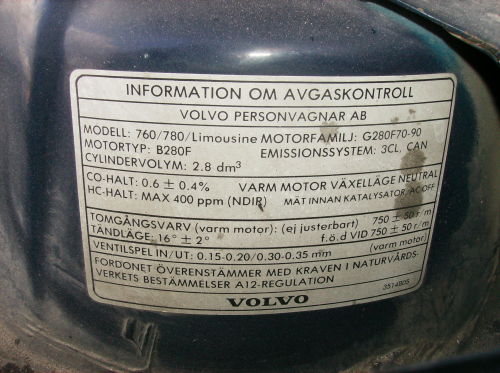 INFORMATION OM AVGASKONTROLL
VOLVO PERSONVAGNAR AB
MODELL: 760/780/Limousine MOTORFAMILJ: G280F70-90
MOTORTYP: B280F EMISSIONSSYSTEM: 3CL, CAN
CYLINDERVOLYM: 2.8 dm³
CO-HALT: 0.6 ± 0.4% VARM MOTOR VÄXELLÄGE NEUTRAL
HC-HALT: MAX 400 ppm (NDIR) MÄT INNAN KATALYSATOR, AC OFF
TOMGÅNGSVARV (varm motor): (ej justerbart) 750 ± 50 r/m
TÄNDLÄGE: 16° ± 2° f.ö.d VID 750 ± 50 r/m
VENTILSPEL IN/UT: 0.15-0,20/0.30-0.35 mm (varm motor)
FORDONET ÖVERENSTÄMMER MED KRAVEN I NATURVÅRDS-
VERKETS BESTÄMMELSER A12-REGULATION
VOLVO
3514805